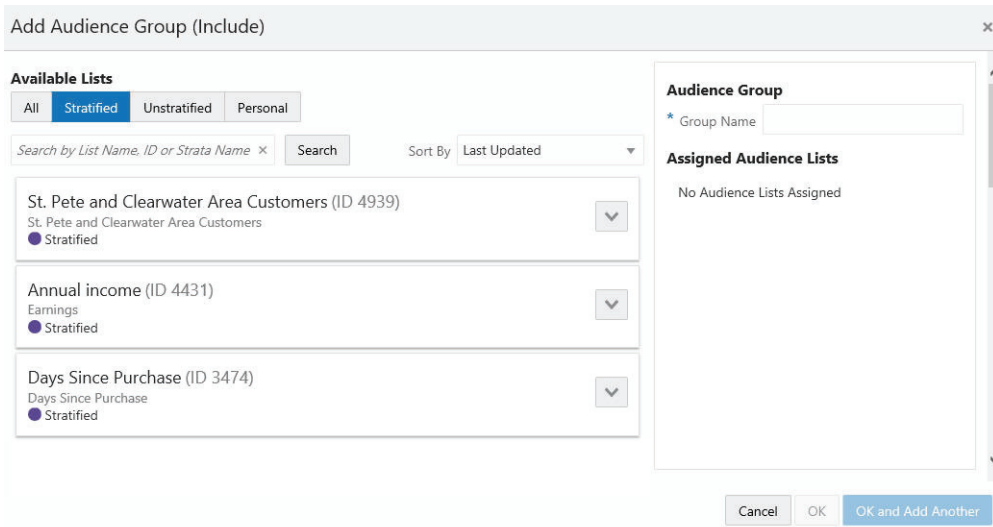 Add Audience Group (Include)
×
Available Lists
All Stratified Unstratified Personal
Search by List Name, ID or Strata Name × Search Sort By Last Updated
St. Pete and Clearwater Area Customers (ID 4939)
St. Pete and Clearwater Area Customers
Stratified
Annual income (ID 4431)
Earnings
Stratified
Days Since Purchase (ID 3474)
Days Since Purchase
Stratified
Audience Group
* Group Name
Assigned Audience Lists
No Audience Lists Assigned
Cancel OK OK and Add Another